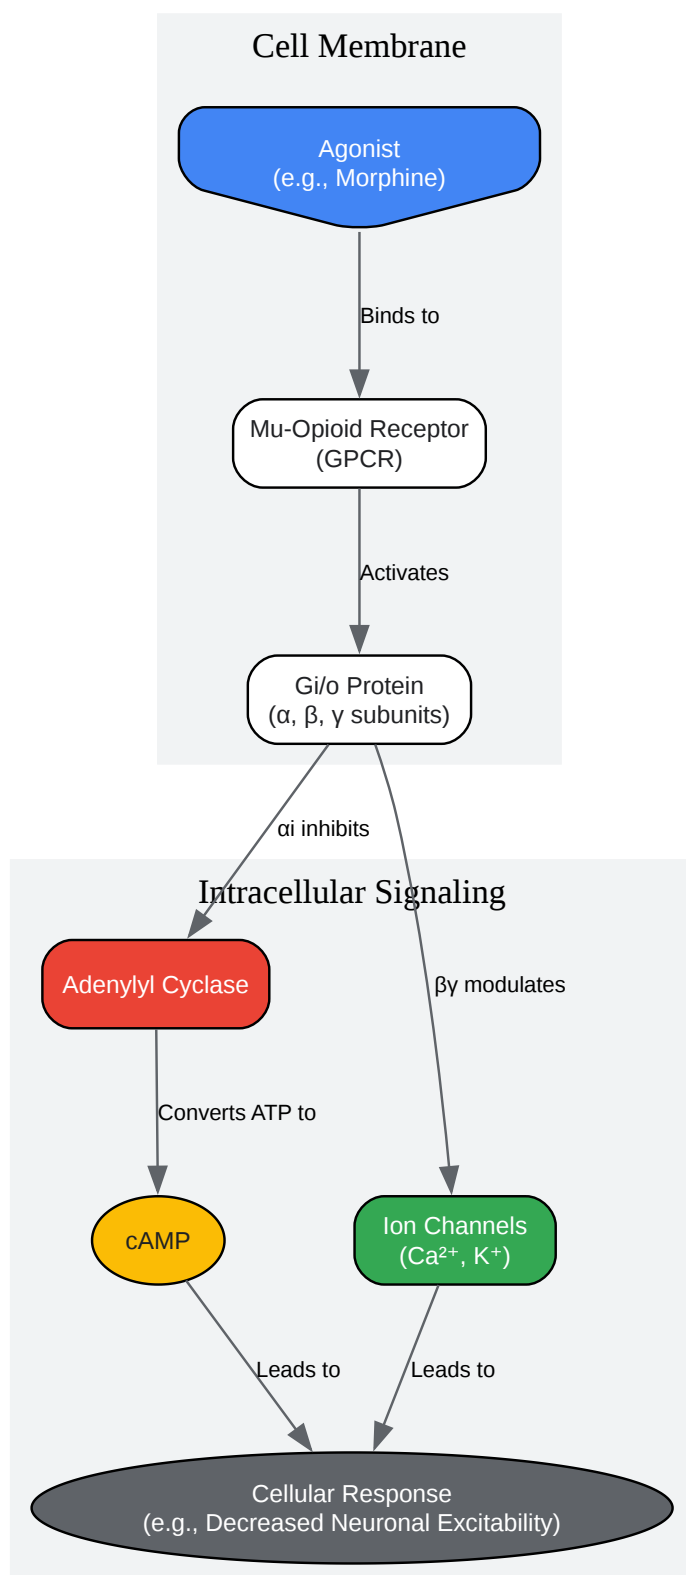 Cell Membrane
Agonist
(e.g., Morphine)
Binds to
Mu-Opioid Receptor
(GPCR)
Activates
Gi/o Protein
(α, β, γ subunits)
αi inhibits
Intracellular Signaling
Adenylyl Cyclase
βγ modulates
Converts ATP to
cAMP
Ion Channels
(Ca²⁺, K⁺)
Leads to
Leads to
Cellular Response
(e.g., Decreased Neuronal Excitability)